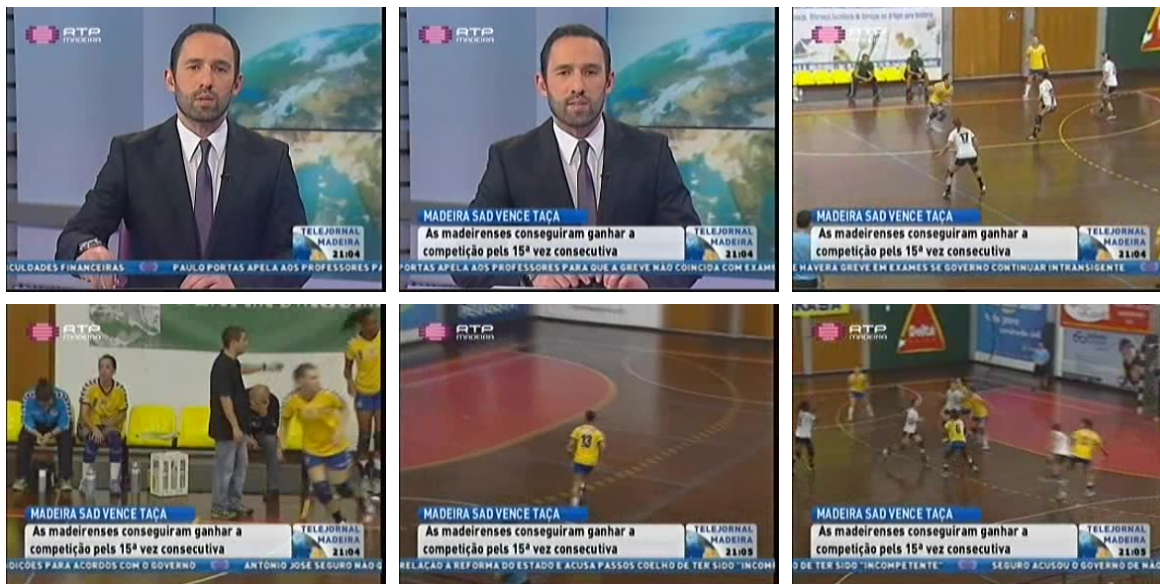 RTP
MADEIRA
TELEJORNAL
MADEIRA
21:04
CULDADES FINANCEIRAS PAULO PORTAS APELA AOS PROFESSORES PA
RTP
MADEIRA
MADEIRA SAD VENCE TAÇA
As madeirenses conseguiram ganhar a
competição pels 15ª vez consecutiva
TELEJORNAL
MADEIRA
21:04
PORTAS APELA AOS PROFESSORES PARA QUE A GREVE NÃO COINCIDA COM EXAM
RTP
MADEIRA
17
MADEIRA SAD VENCE TAÇA
As madeirenses conseguiram ganhar a
competição pels 15ª vez consecutiva
TELEJORNAL
MADEIRA
21:04
E HAVERA GREVE EM EXAMES SE GOVERNO CONTINUAR INTRANSIGENTE
RTP
MADEIRA
MADEIRA SAD VENCE TAÇA
As madeirenses conseguiram ganhar a
competição pels 15ª vez consecutiva
TELEJORNAL
MADEIRA
21:04
DIÇÕES PARA ACORDOS COM O GOVERNO ANTÓNIO JOSÉ SEGURO NÃO Q
RTP
MADEIRA
13
MADEIRA SAD VENCE TAÇA
As madeirenses conseguiram ganhar a
competição pels 15ª vez consecutiva
TELEJORNAL
MADEIRA
21:05
RELAÇÃO À REFORMA DO ESTADO E ACUSA PASSOS COELHO DE TER SIDO "INCOM
RTP
MADEIRA
Delta
6
MADEIRA SAD VENCE TAÇA
As madeirenses conseguiram ganhar a
competição pels 15ª vez consecutiva
TELEJORNAL
MADEIRA
21:05
O DE TER SIDO "INCOMPETENTE" SEGURO ACUSOU O GOVERNO DE NÃO